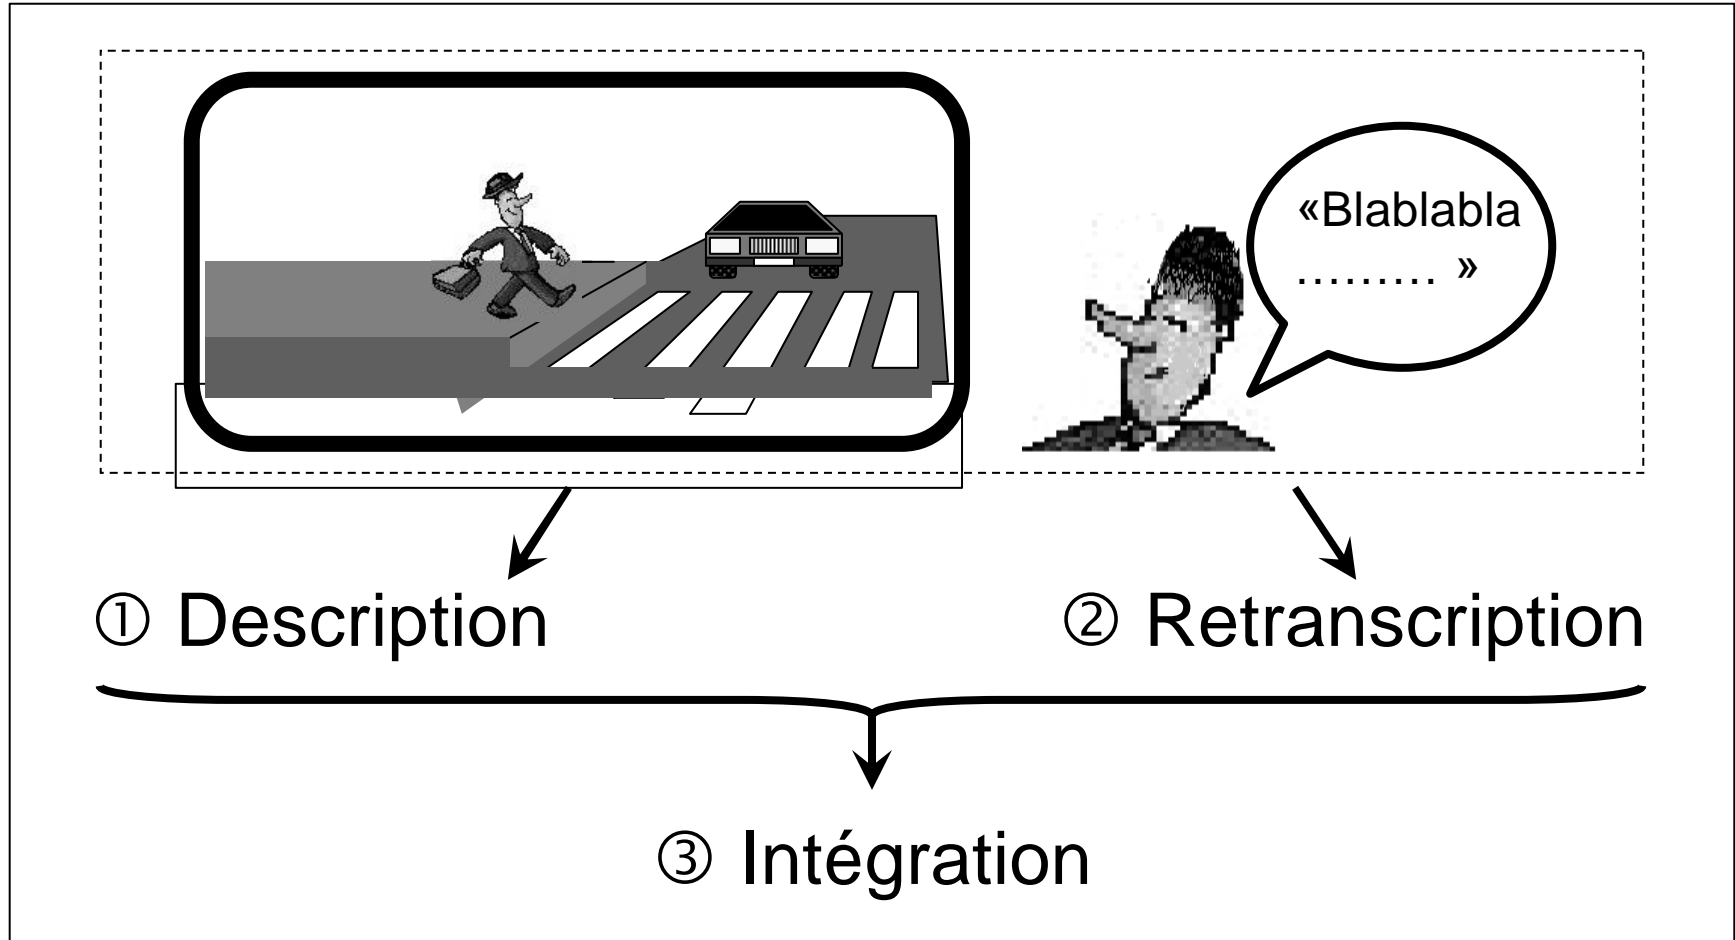 «Blablabla
......... »
① Description
② Retranscription
③ Intégration